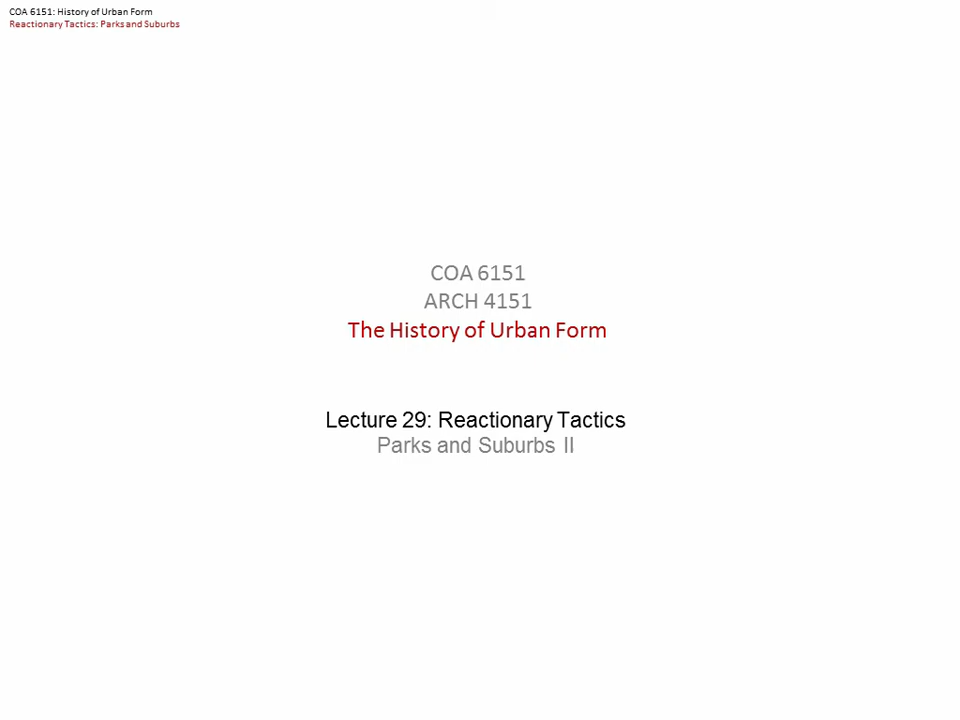 COA 6151: History of Urban Form
Reactionary Tactics: Parks and Suburbs
COA 6151
ARCH 4151
The History of Urban Form
Lecture 29: Reactionary Tactics
Parks and Suburbs II